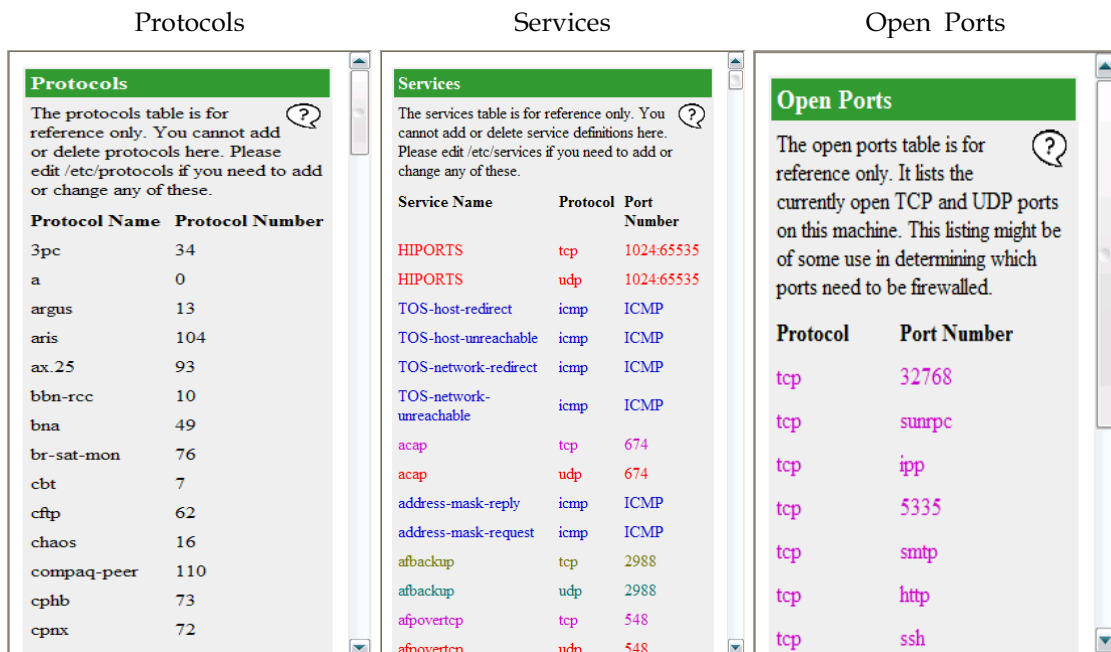 Protocols
Services
Open Ports
Protocols
The protocols table is for
reference only. You cannot add
or delete protocols here. Please
edit /etc/protocols if you need to add
or change any of these.
Protocol Name Protocol Number
3pc 34
a 0
argus 13
aris 104
ax.25 93
bbn-rcc 10
bna 49
br-sat-mon 76
cbt 7
cftp 62
chaos 16
compaq-peer 110
cphb 73
cpnx 72
Services
The services table is for reference only. You
cannot add or delete service definitions here.
Please edit /etc/services if you need to add or
change any of these.
Service Name Protocol Port
Number
HIPORTS tcp 1024:65535
HIPORTS udp 1024:65535
TOS-host-redirect icmp ICMP
TOS-host-unreachable icmp ICMP
TOS-network-redirect icmp ICMP
TOS-network-
unreachable icmp ICMP
acap tcp 674
acap udp 674
address-mask-reply icmp ICMP
address-mask-request icmp ICMP
afbackup tcp 2988
afbackup udp 2988
afpovertcp tcp 548
afpovertcp udp 548
Open Ports
The open ports table is for
reference only. It lists the
currently open TCP and UDP ports
on this machine. This listing might be
of some use in determining which
ports need to be firewalled.
Protocol Port Number
tcp 32768
tcp sunrpc
tcp ipp
tcp 5335
tcp smtp
tcp http
tcp ssh